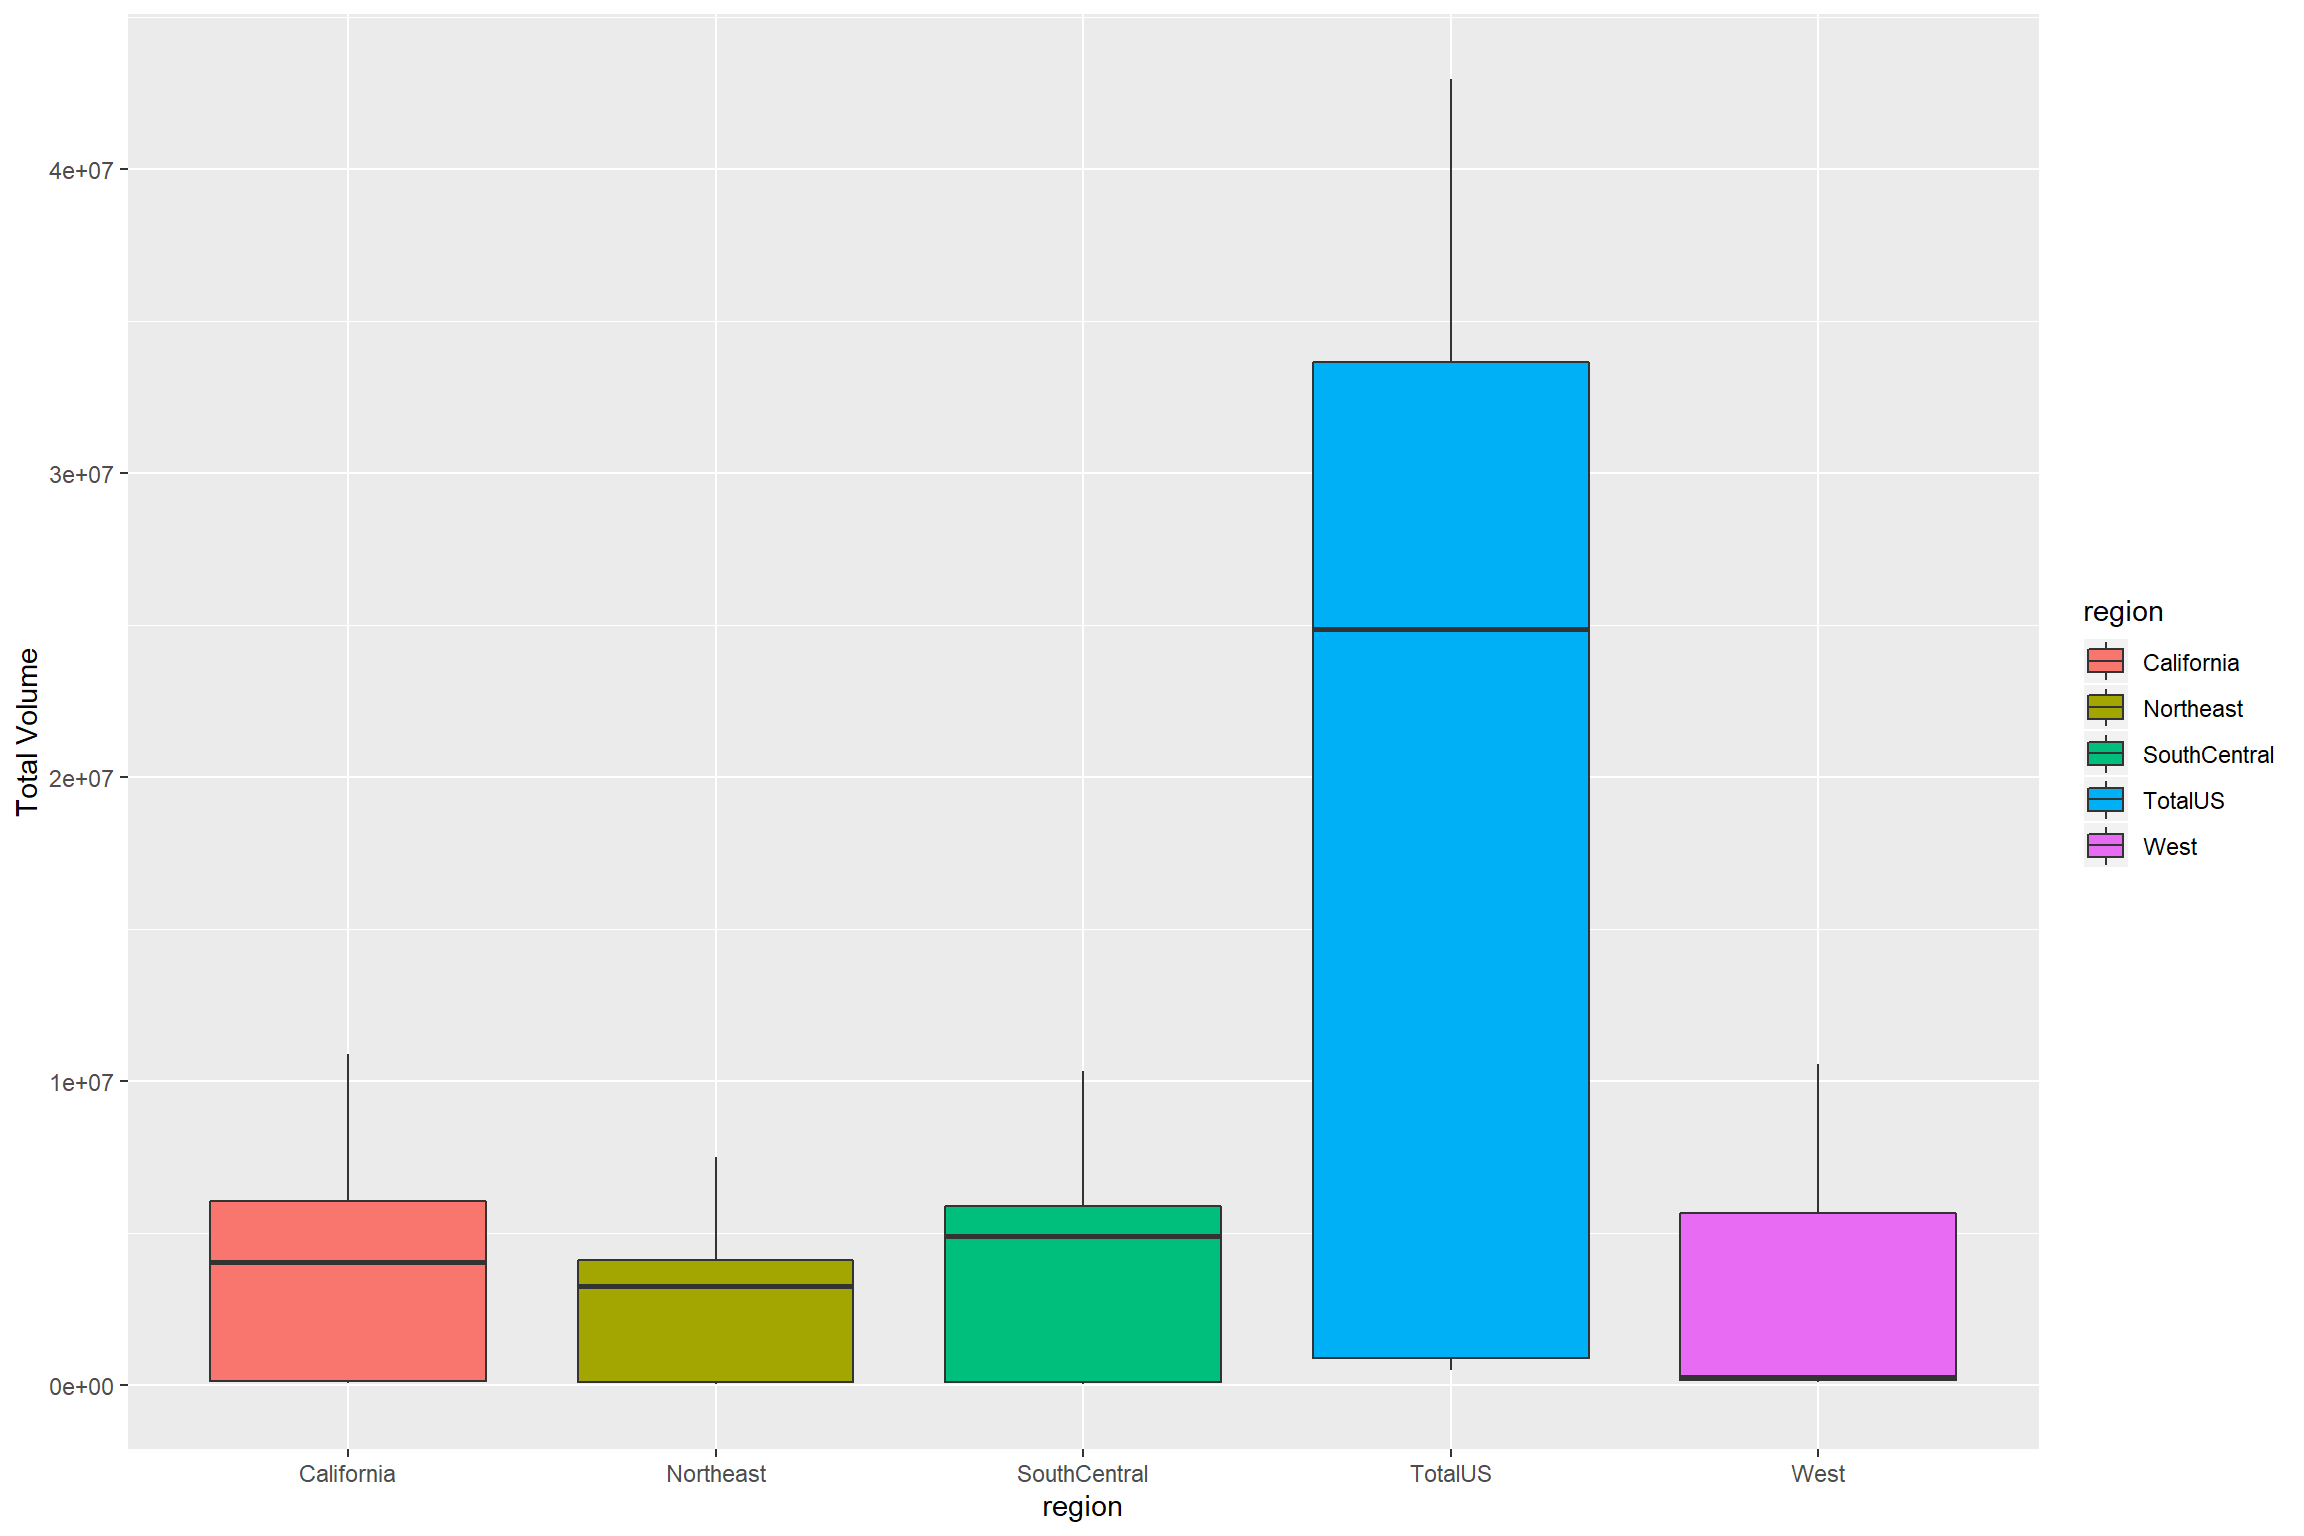 Total Volume
4e+07
3e+07
2e+07
1e+07
0e+00
California
Northeast
SouthCentral
TotalUS
West
region
region
California
Northeast
SouthCentral
TotalUS
West